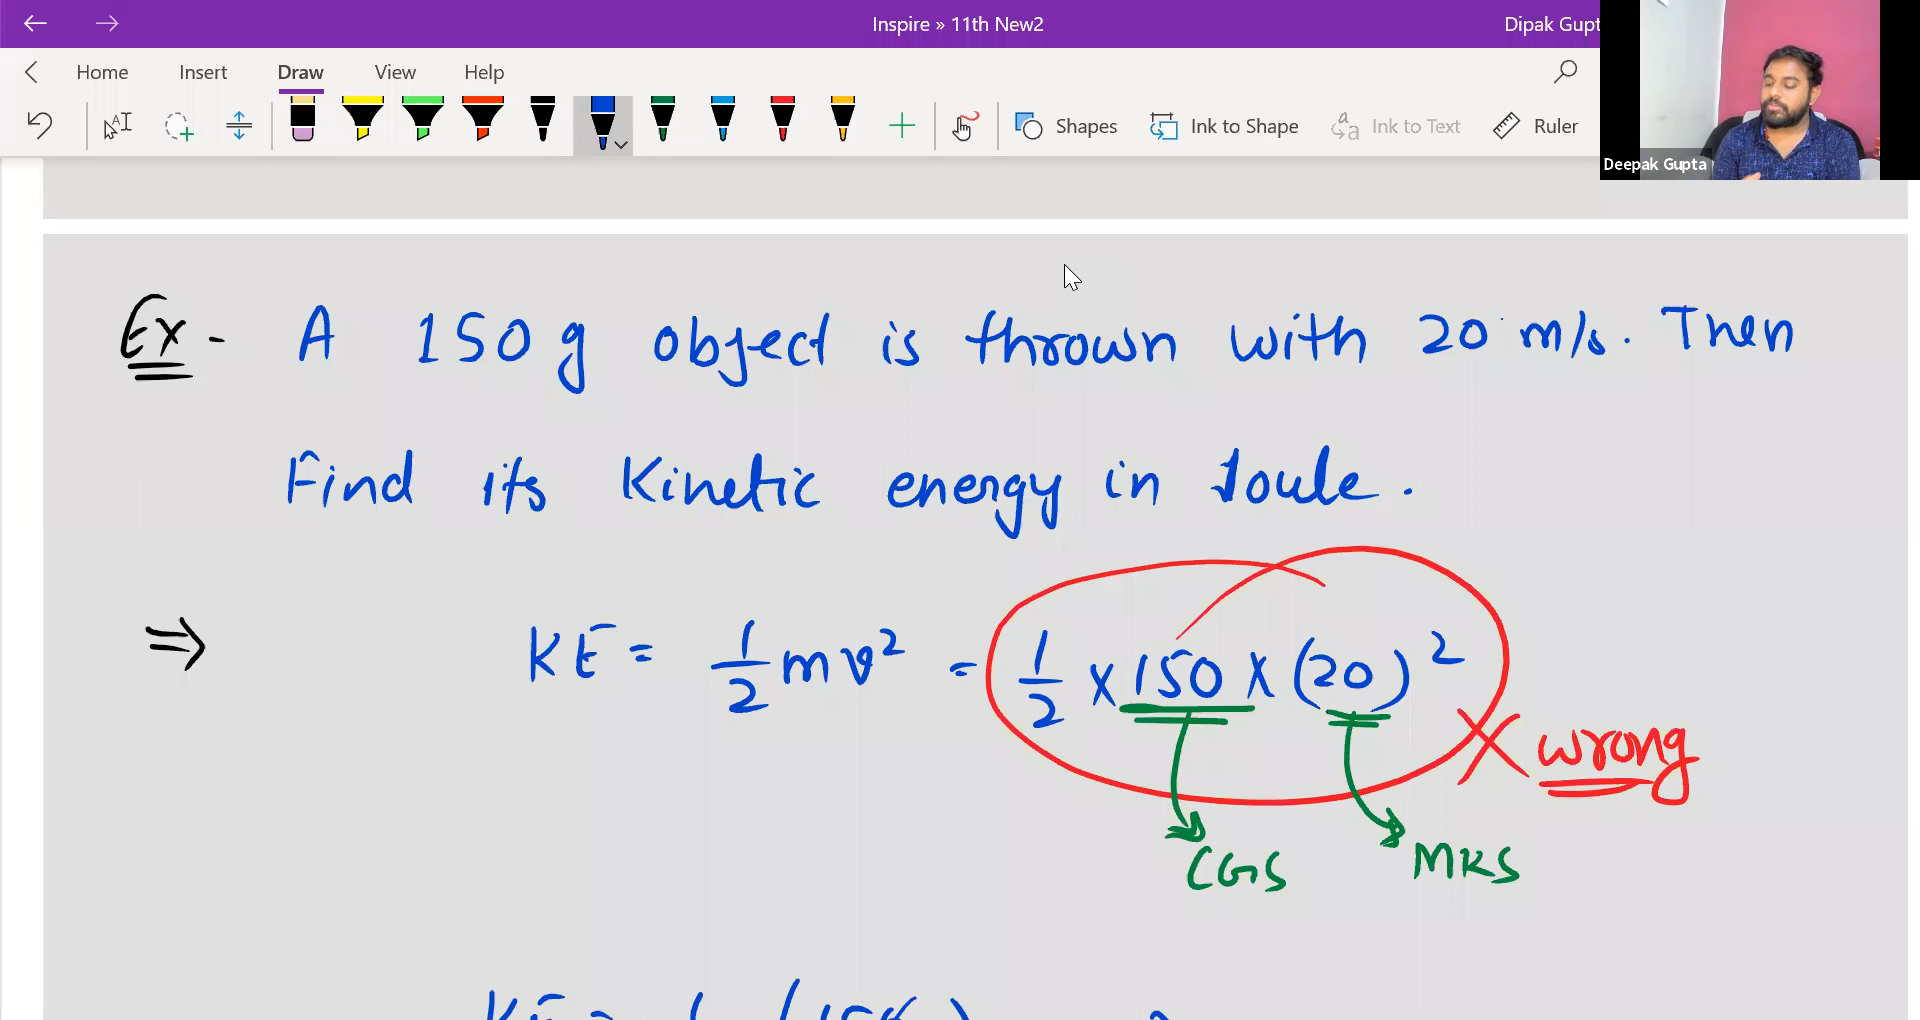 Inspire » 11th New2
Dipak Gupt
Home Insert Draw View Help
Shapes Ink to Shape Ink to Text Ruler
Deepak Gupta
Ex - A 150 g object is thrown with 20 m/s. Then
Find its Kinetic energy in Joule.
⇒ KE = 1/2 mv² = 1/2 × 150 × (20)² × wrong
CGS MKS